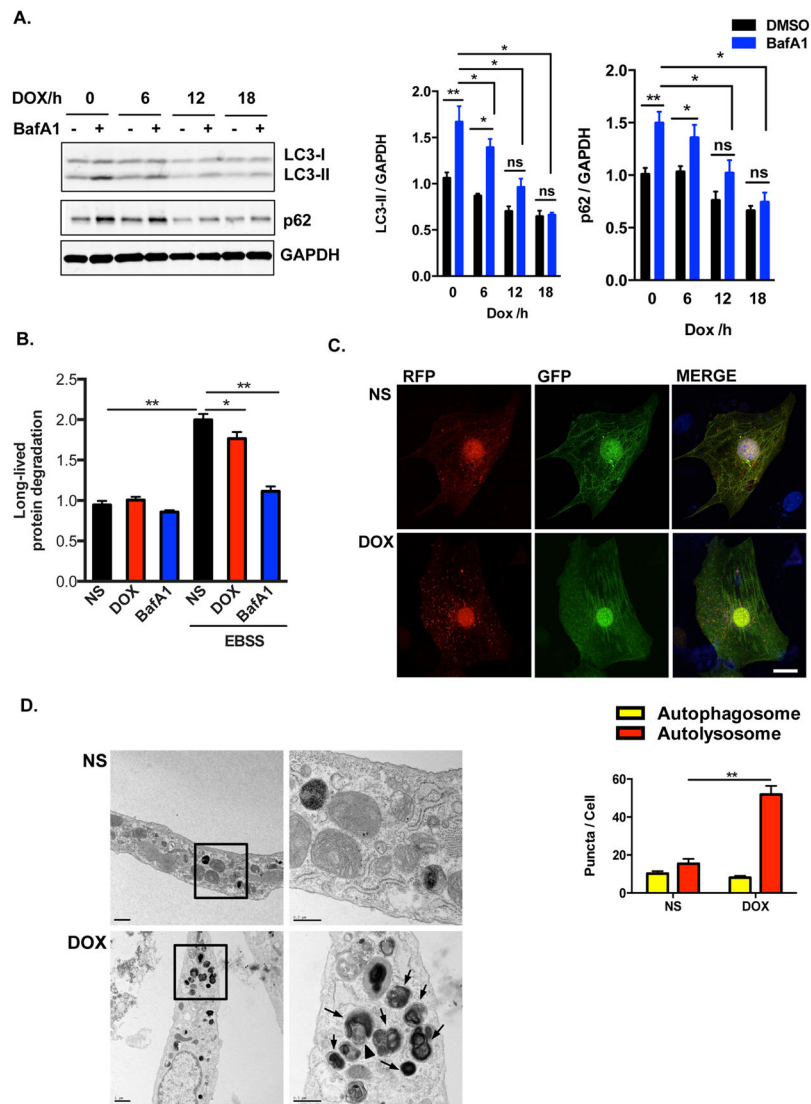 A.
DMSO
BafA1
DOX/h 0 6 12 18
BafA1 - + - + - + - +
LC3-I
LC3-II
p62
GAPDH
LC3-II / GAPDH
2.0
1.5
1.0
0.5
0.0
** * ns ns
* * *
0 6 12 18
Dox /h
p62 / GAPDH
2.0
1.5
1.0
0.5
0.0
** * ns ns
* *
0 6 12 18
Dox /h
B.
Long-lived
protein degradation
2.5
2.0
1.5
1.0
0.5
0.0
** ** *
NS DOX BafA1 NS DOX BafA1
EBSS
C.
RFP GFP MERGE
NS
DOX
Autophagosome
Autolysosome
Puncta / Cell
60
40
20
0
**
NS DOX
D.
NS
DOX